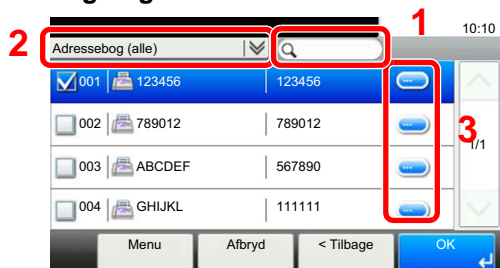 1
10:10
2
Adressebog (alle)
001 123456 123456
002 789012 789012
3
1/1
003 ABCDEF 567890
004 GHIJKL 111111
Menu Afbryd < Tilbage OK